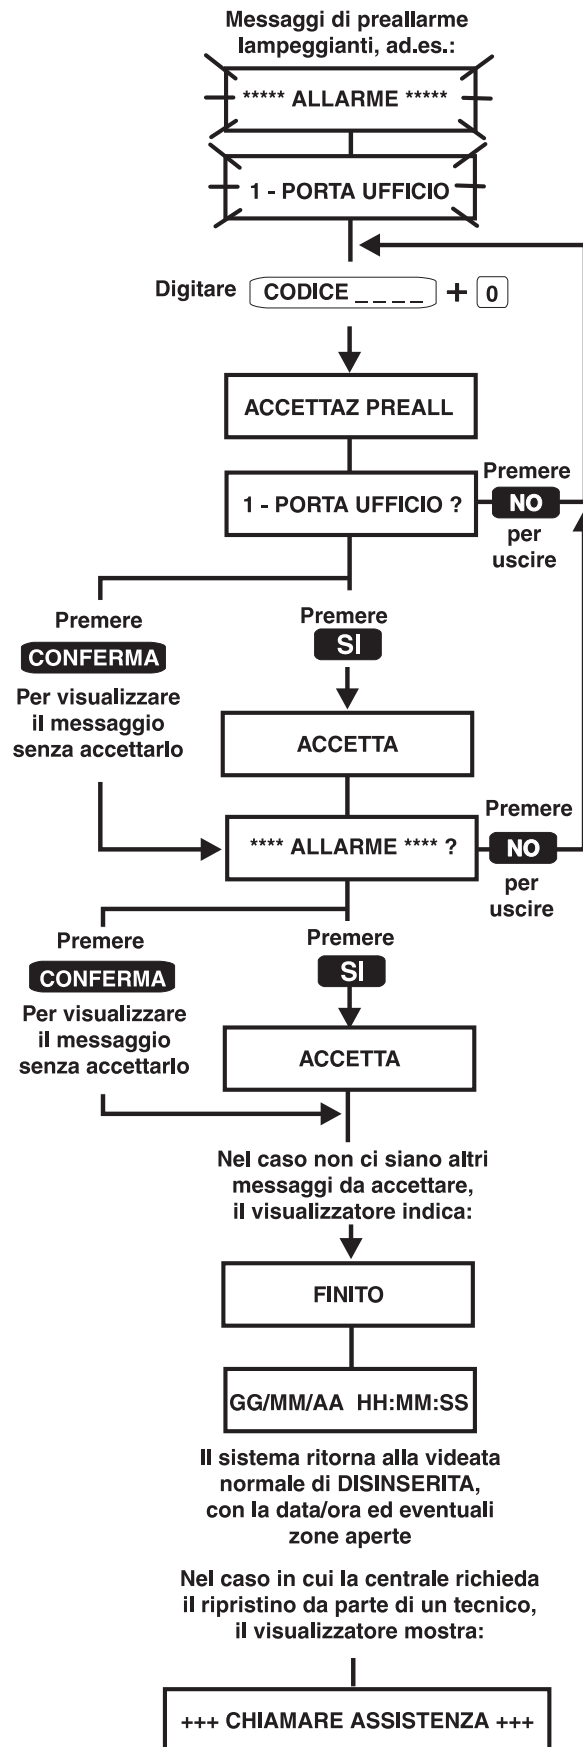 Messaggi di preallarme
lampeggianti, ad.es.:
***** ALLARME *****
1 - PORTA UFFICIO
Digitare CODICE _ _ _ _ + 0
ACCETTAZ PREALL
1 - PORTA UFFICIO ?
Premere
NO
per
uscire
Premere
CONFERMA
Per visualizzare
il messaggio
senza accettarlo
Premere
SI
ACCETTA
**** ALLARME **** ?
Premere
NO
per
uscire
Premere
CONFERMA
Per visualizzare
il messaggio
senza accettarlo
Premere
SI
ACCETTA
Nel caso non ci siano altri
messaggi da accettare,
il visualizzatore indica:
FINITO
GG/MM/AA HH:MM:SS
Il sistema ritorna alla videata
normale di DISINSERITA,
con la data/ora ed eventuali
zone aperte
Nel caso in cui la centrale richieda
il ripristino da parte di un tecnico,
il visualizzatore mostra:
+++ CHIAMARE ASSISTENZA +++